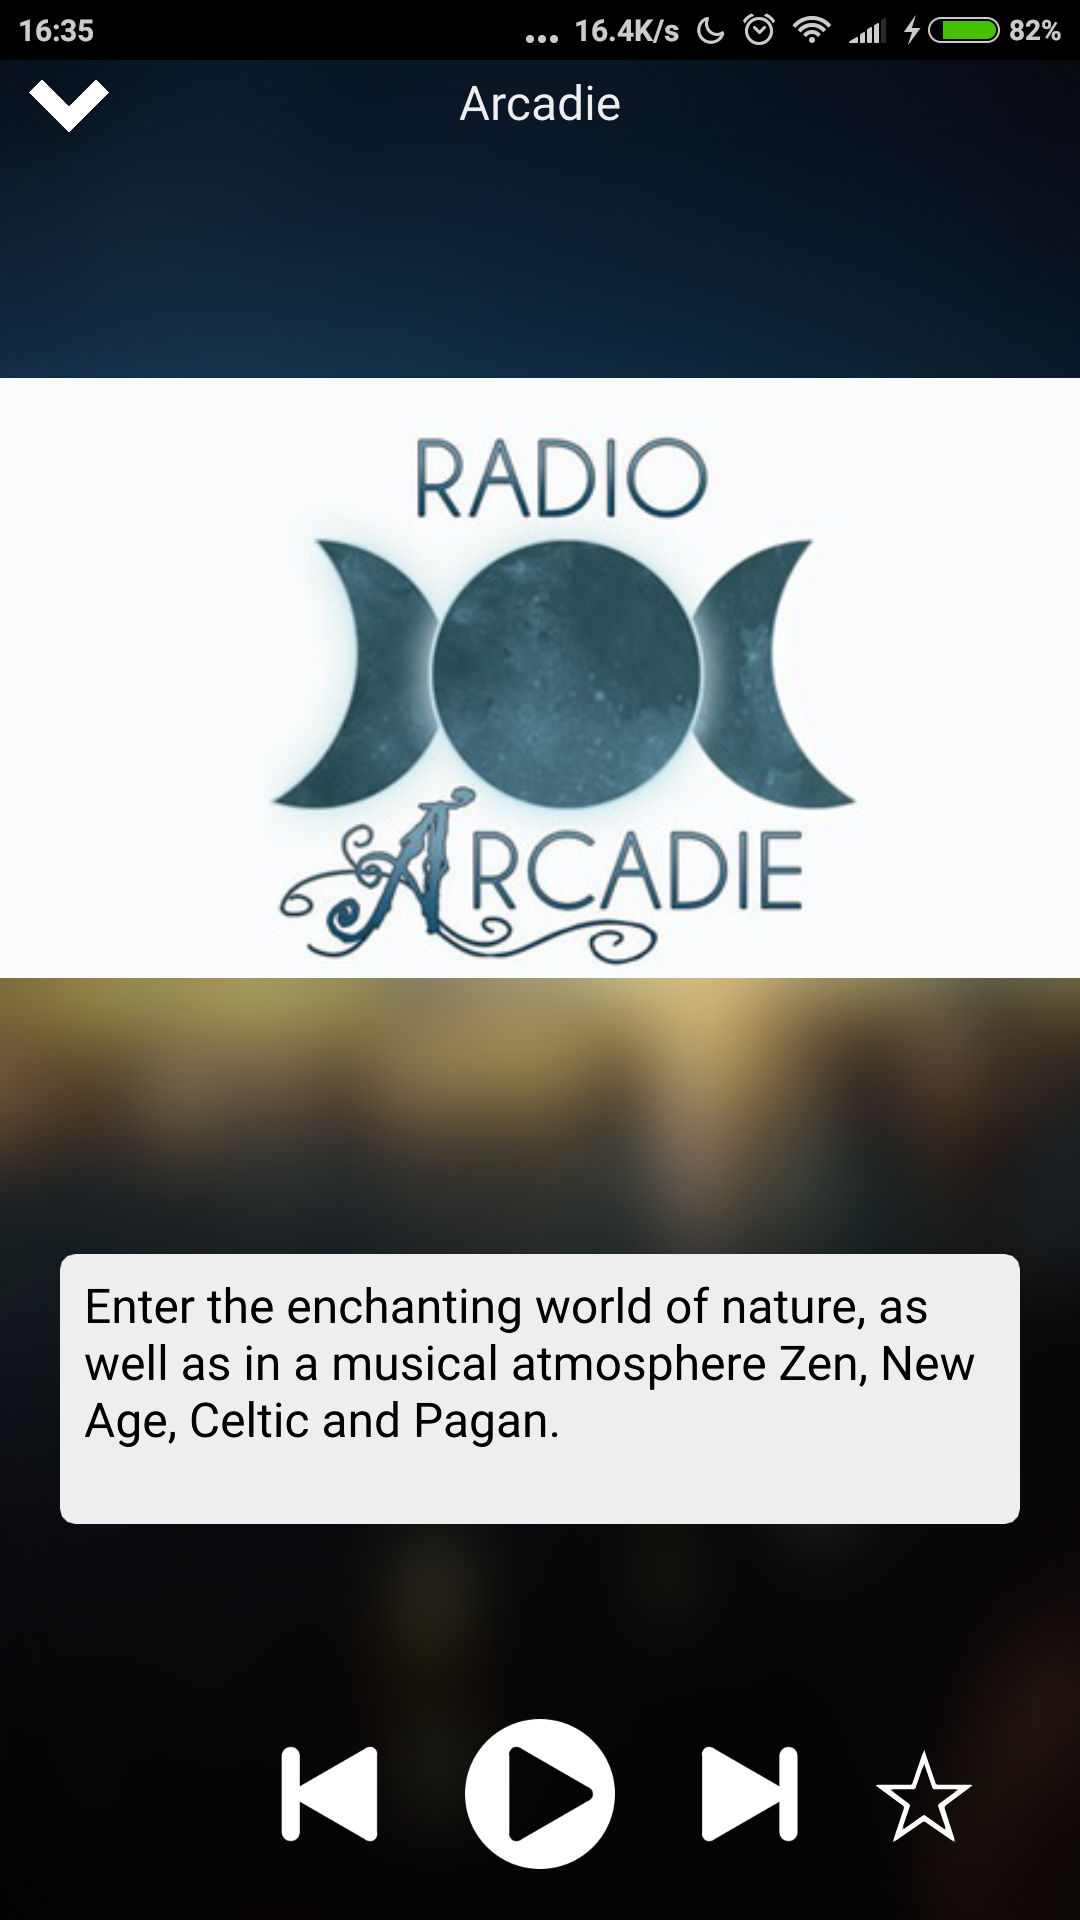 16:35
... 16.4K/s 82%
Arcadie
RADIO
ARCADIE
Enter the enchanting world of nature, as
well as in a musical atmosphere Zen, New
Age, Celtic and Pagan.